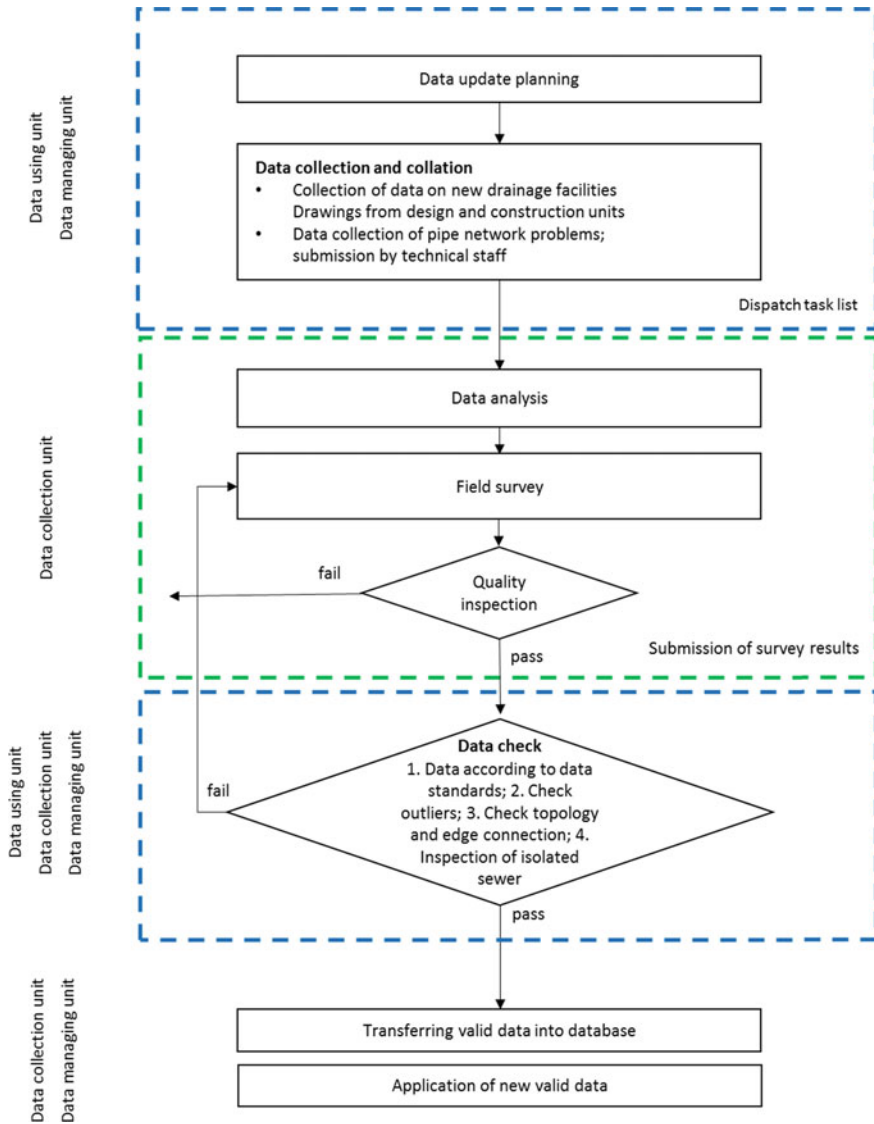 Data using unit
Data managing unit
Data update planning
Data collection and collation
• Collection of data on new drainage facilities
Drawings from design and construction units
• Data collection of pipe network problems;
submission by technical staff
Dispatch task list
Data collection unit
Data analysis
Field survey
fail
Quality
inspection
pass
Submission of survey results
Data using unit
Data collection unit
Data managing unit
fail
Data check
1. Data according to data
standards; 2. Check
outliers; 3. Check topology
and edge connection; 4.
Inspection of isolated
sewer
pass
Data collection unit
Data managing unit
Transferring valid data into database
Application of new valid data